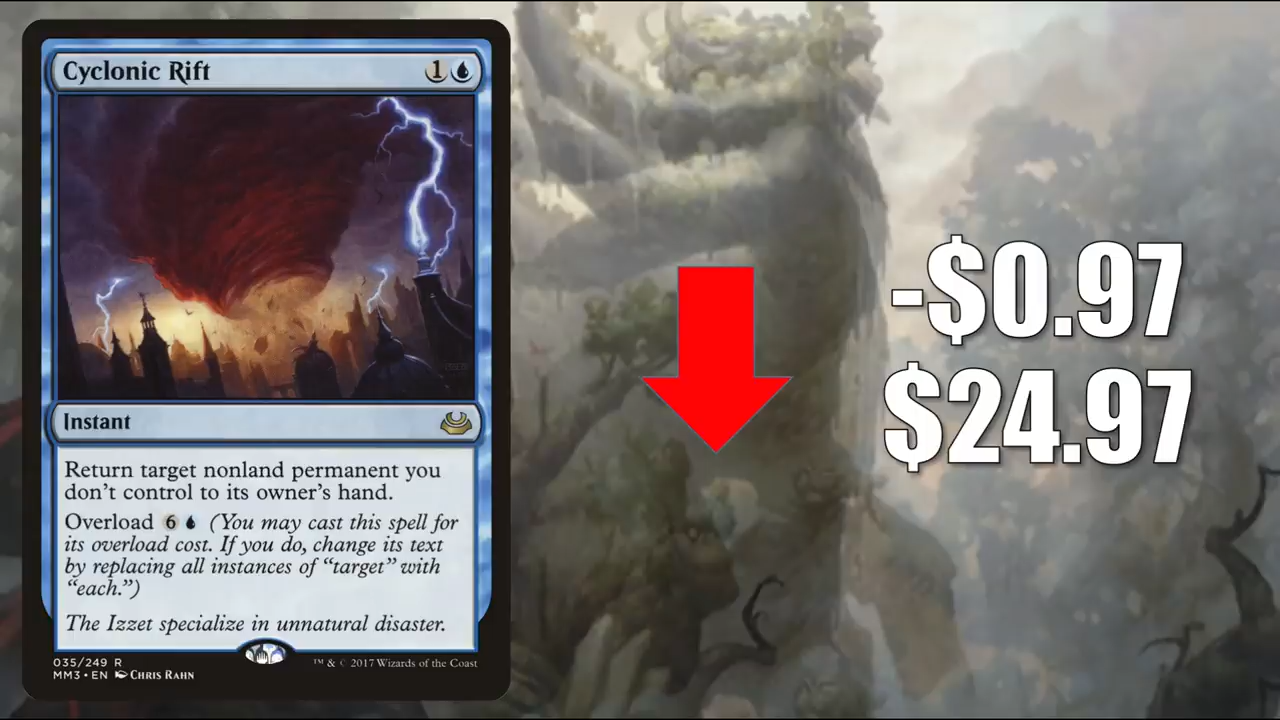 Cyclonic Rift 1
Instant
Return target nonland permanent you
don't control to its owner's hand.
Overload 6 (You may cast this spell for
its overload cost. If you do, change its text
by replacing all instances of “target” with
“each.”)
The Izzet specialize in unnatural disaster.
035/249 R
MM3 • EN Chris Rahn
™ & © 2017 Wizards of the Coast
-$0.97
$24.97